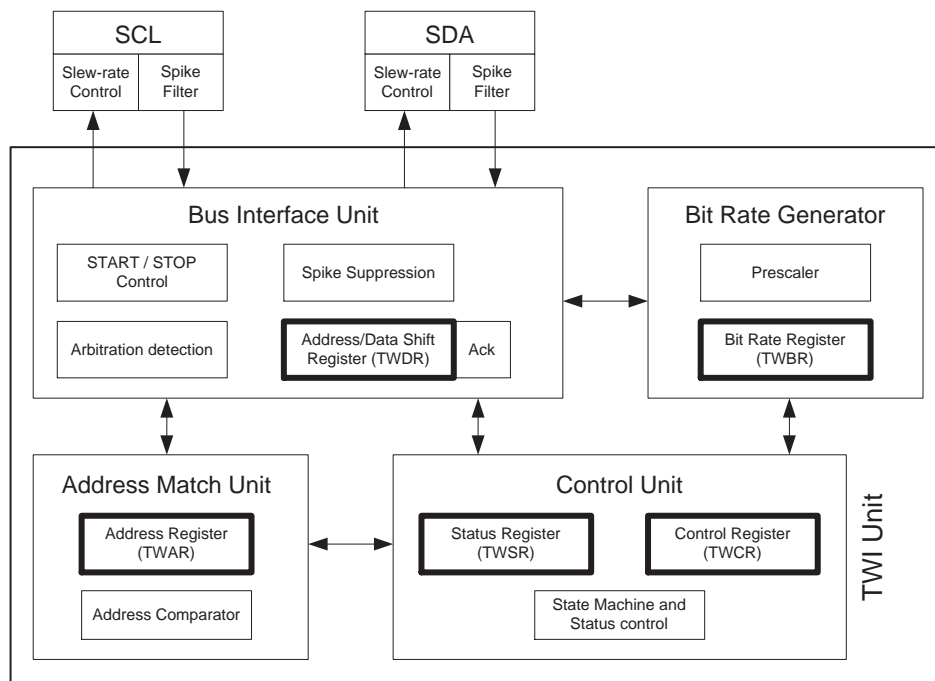 SCL
Slew-rate
Control
Spike
Filter
SDA
Slew-rate
Control
Spike
Filter
Bus Interface Unit
START / STOP
Control
Spike Suppression
Arbitration detection
Address/Data Shift
Register (TWDR)
Ack
Bit Rate Generator
Prescaler
Bit Rate Register
(TWBR)
Address Match Unit
Address Register
(TWAR)
Address Comparator
Control Unit
Status Register
(TWSR)
Control Register
(TWCR)
State Machine and
Status control
TWI Unit